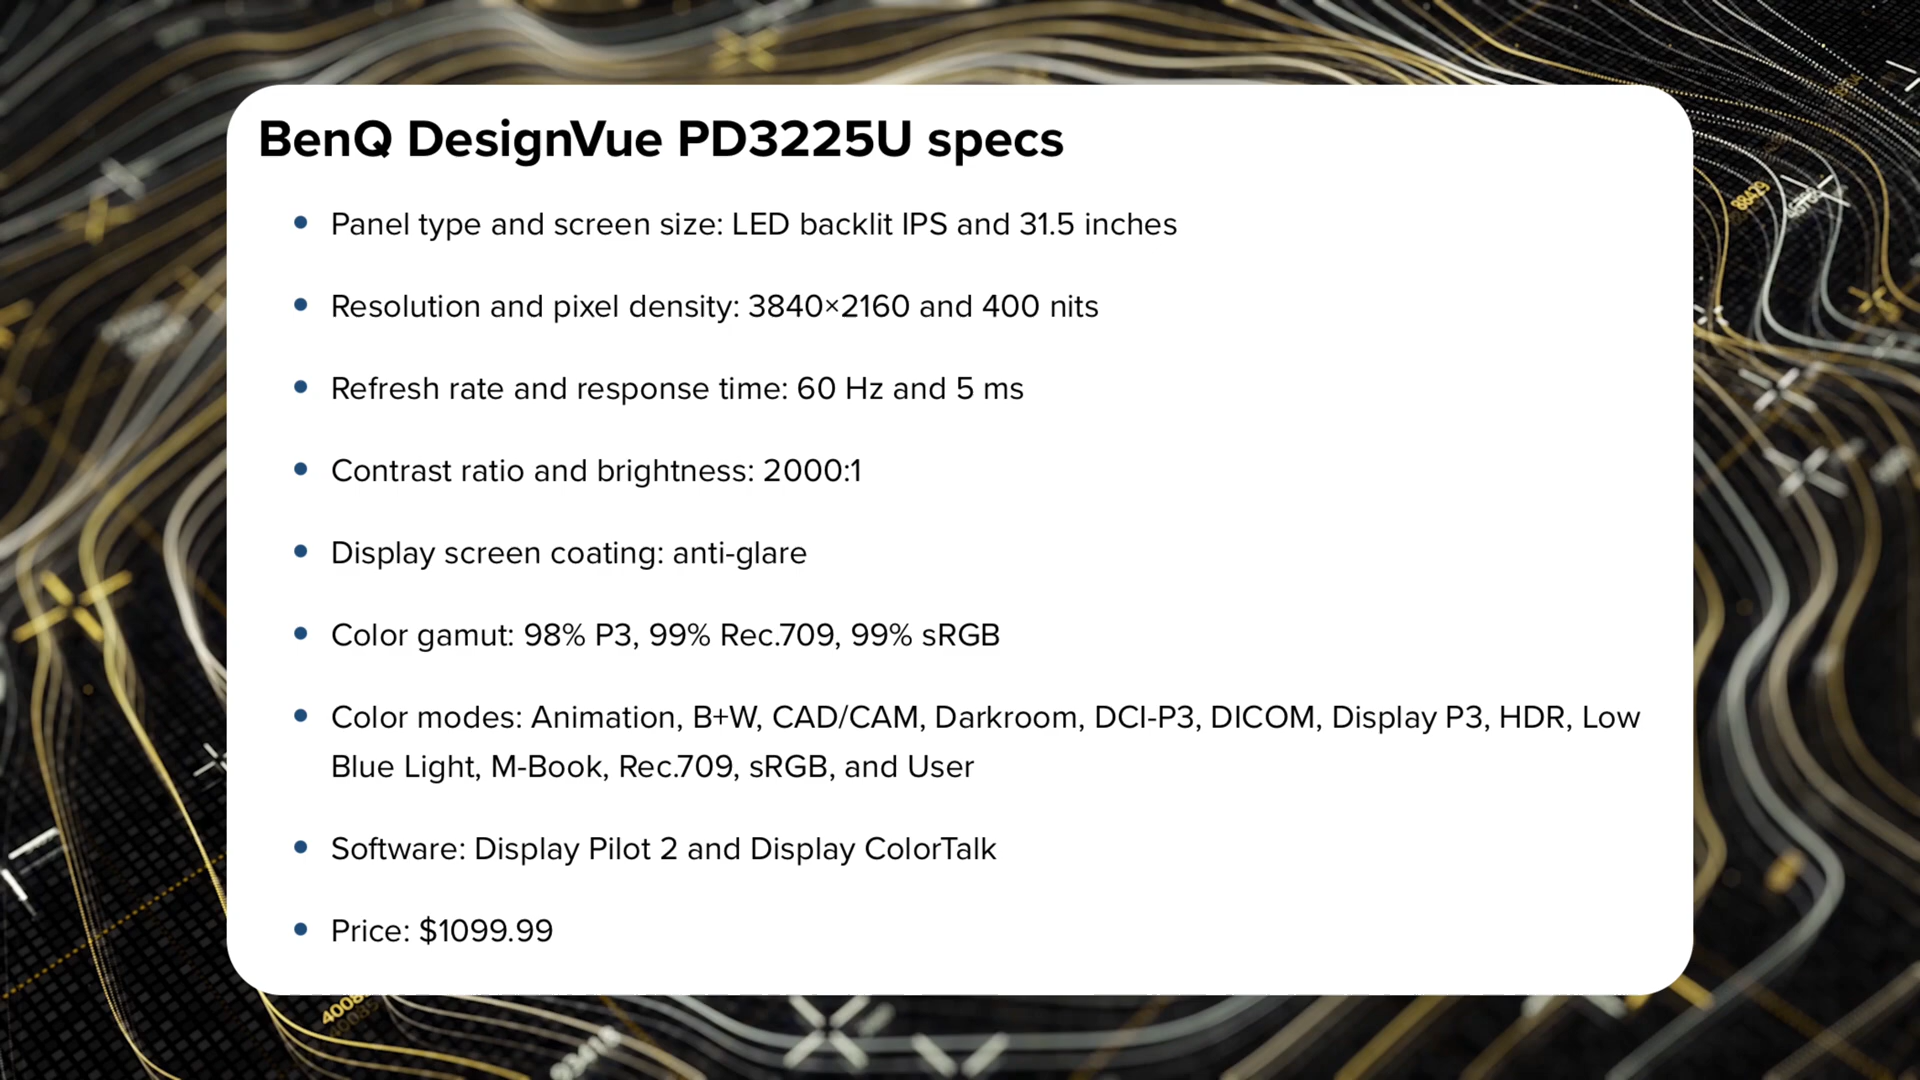 BenQ DesignVue PD3225U specs
Panel type and screen size: LED backlit IPS and 31.5 inches
Resolution and pixel density: 3840×2160 and 400 nits
Refresh rate and response time: 60 Hz and 5 ms
Contrast ratio and brightness: 2000:1
Display screen coating: anti-glare
Color gamut: 98% P3, 99% Rec.709, 99% sRGB
Color modes: Animation, B+W, CAD/CAM, Darkroom, DCI-P3, DICOM, Display P3, HDR, Low
Blue Light, M-Book, Rec.709, sRGB, and User
Software: Display Pilot 2 and Display ColorTalk
Price: $1099.99
88429